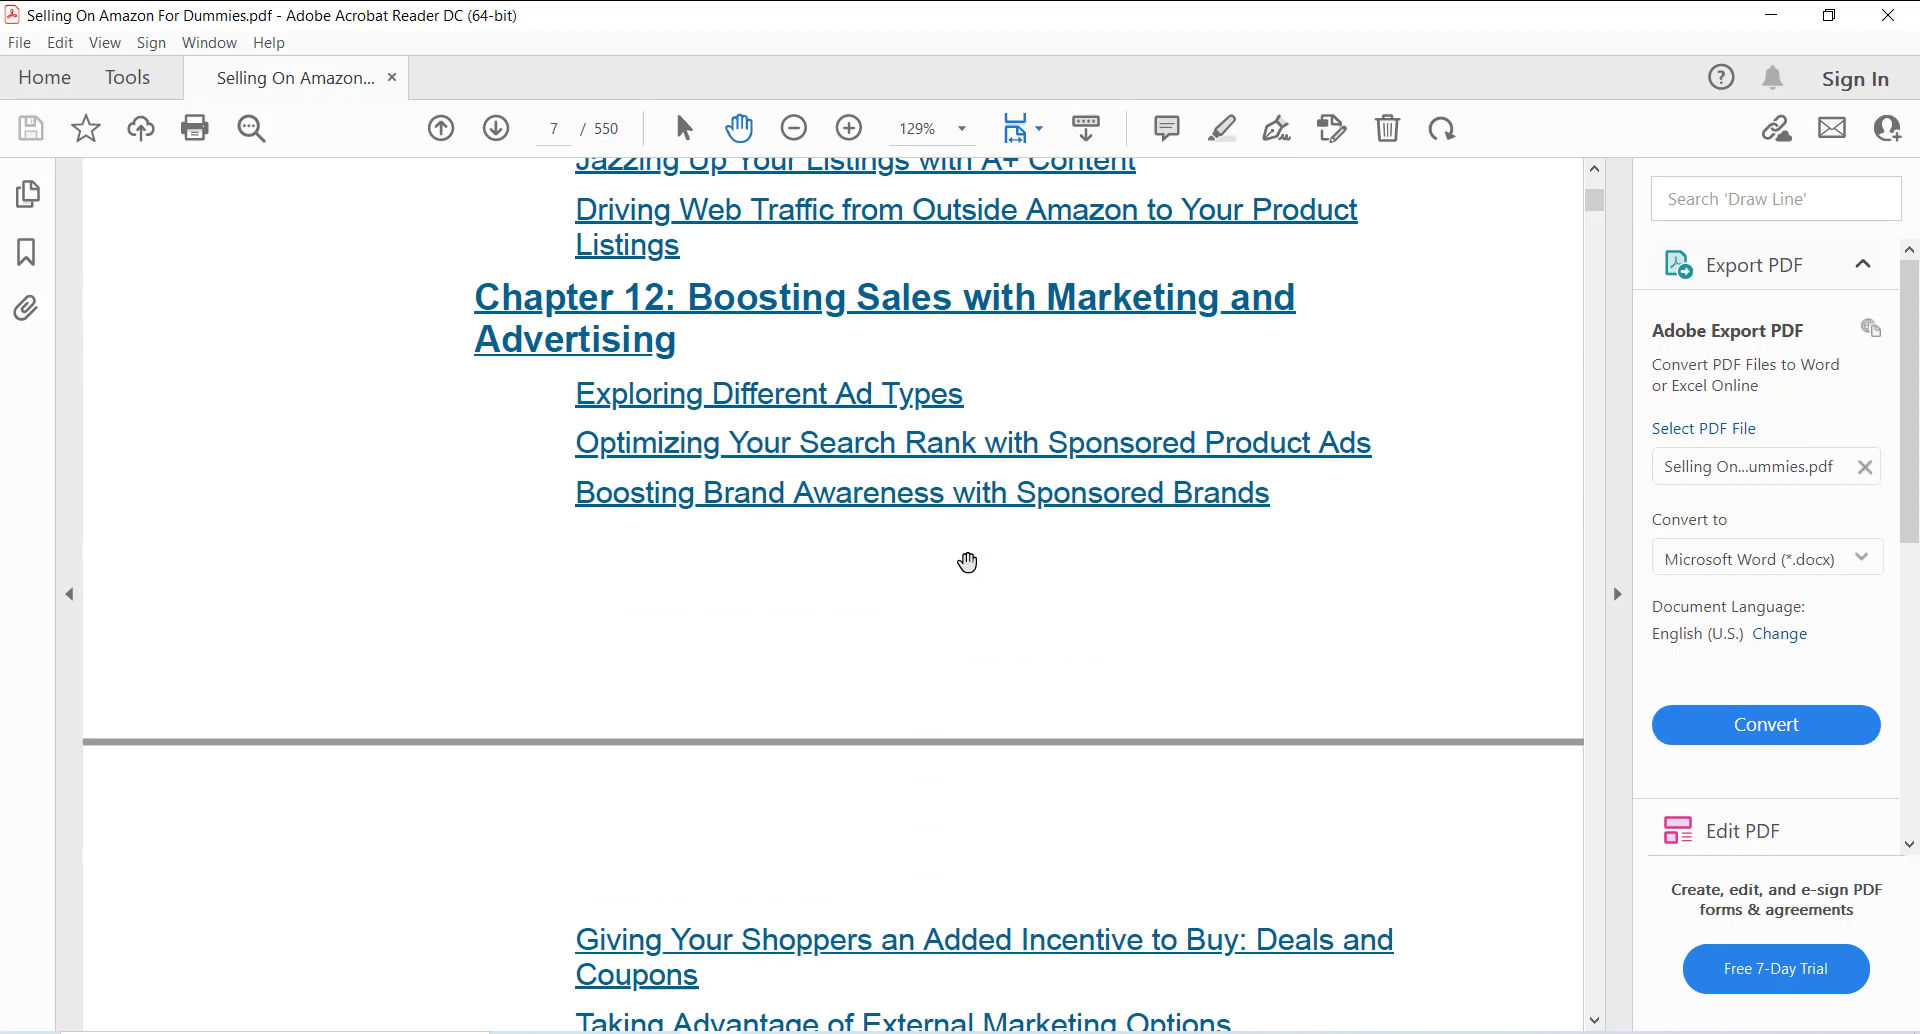 Selling On Amazon For Dummies.pdf - Adobe Acrobat Reader DC (64-bit)
File Edit View Sign Window Help
Home Tools Selling On Amazon... × Sign In
7 / 550 129%
Jazzing Up Your Listings with A+ Content
Driving Web Traffic from Outside Amazon to Your Product
Listings
Chapter 12: Boosting Sales with Marketing and
Advertising
Exploring Different Ad Types
Optimizing Your Search Rank with Sponsored Product Ads
Boosting Brand Awareness with Sponsored Brands
Giving Your Shoppers an Added Incentive to Buy: Deals and
Coupons
Taking Advantage of External Marketing Options
Search 'Draw Line'
Export PDF
Adobe Export PDF
Convert PDF Files to Word
or Excel Online
Select PDF File
Selling On...ummies.pdf
Convert to
Microsoft Word (*.docx)
Document Language:
English (U.S.) Change
Convert
Edit PDF
Create, edit, and e-sign PDF
forms & agreements
Free 7-Day Trial